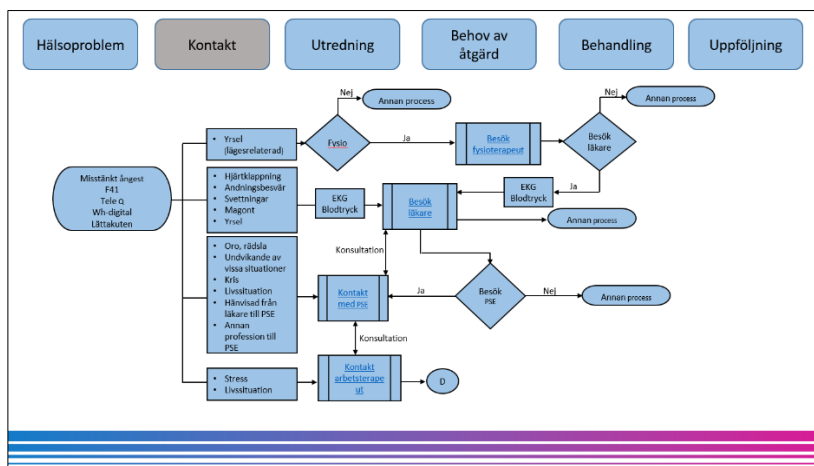 Hälsoproblem
Kontakt
Utredning
Behov av
åtgärd
Behandling
Uppföljning
Nej
Annan process
Nej
Annan process
• Yrsel
(lägesrelaterad)
Fysio
Ja
Besök
fysioterapeut
Besök
läkare
Misstänkt ångest
F41
Tele Q
Wh-digital
Lättakuten
• Hjärtklappning
• Andningsbesvär
• Svettningar
• Magont
• Yrsel
EKG
Blodtryck
Besök
läkare
EKG
Blodtryck
Ja
Annan process
Konsultation
• Oro, rädsla
• Undvikande av
vissa situationer
• Kris
• Livssituation
• Hänvisad från
läkare till PSE
• Annan
profession till
PSE
Kontakt
med PSE
Ja
Besök
PSE
Nej
Annan process
Konsultation
• Stress
• Livssituation
Kontakt
arbetsterape
ut
D